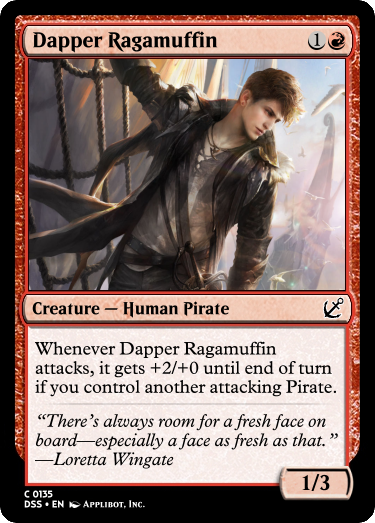 Dapper Ragamuffin 1
Creature — Human Pirate
Whenever Dapper Ragamuffin
attacks, it gets +2/+0 until end of turn
if you control another attacking Pirate.
“There’s always room for a fresh face on
board—especially a face as fresh as that.”
—Loretta Wingate
1/3
C 0135
DSS • EN Applibot, Inc.